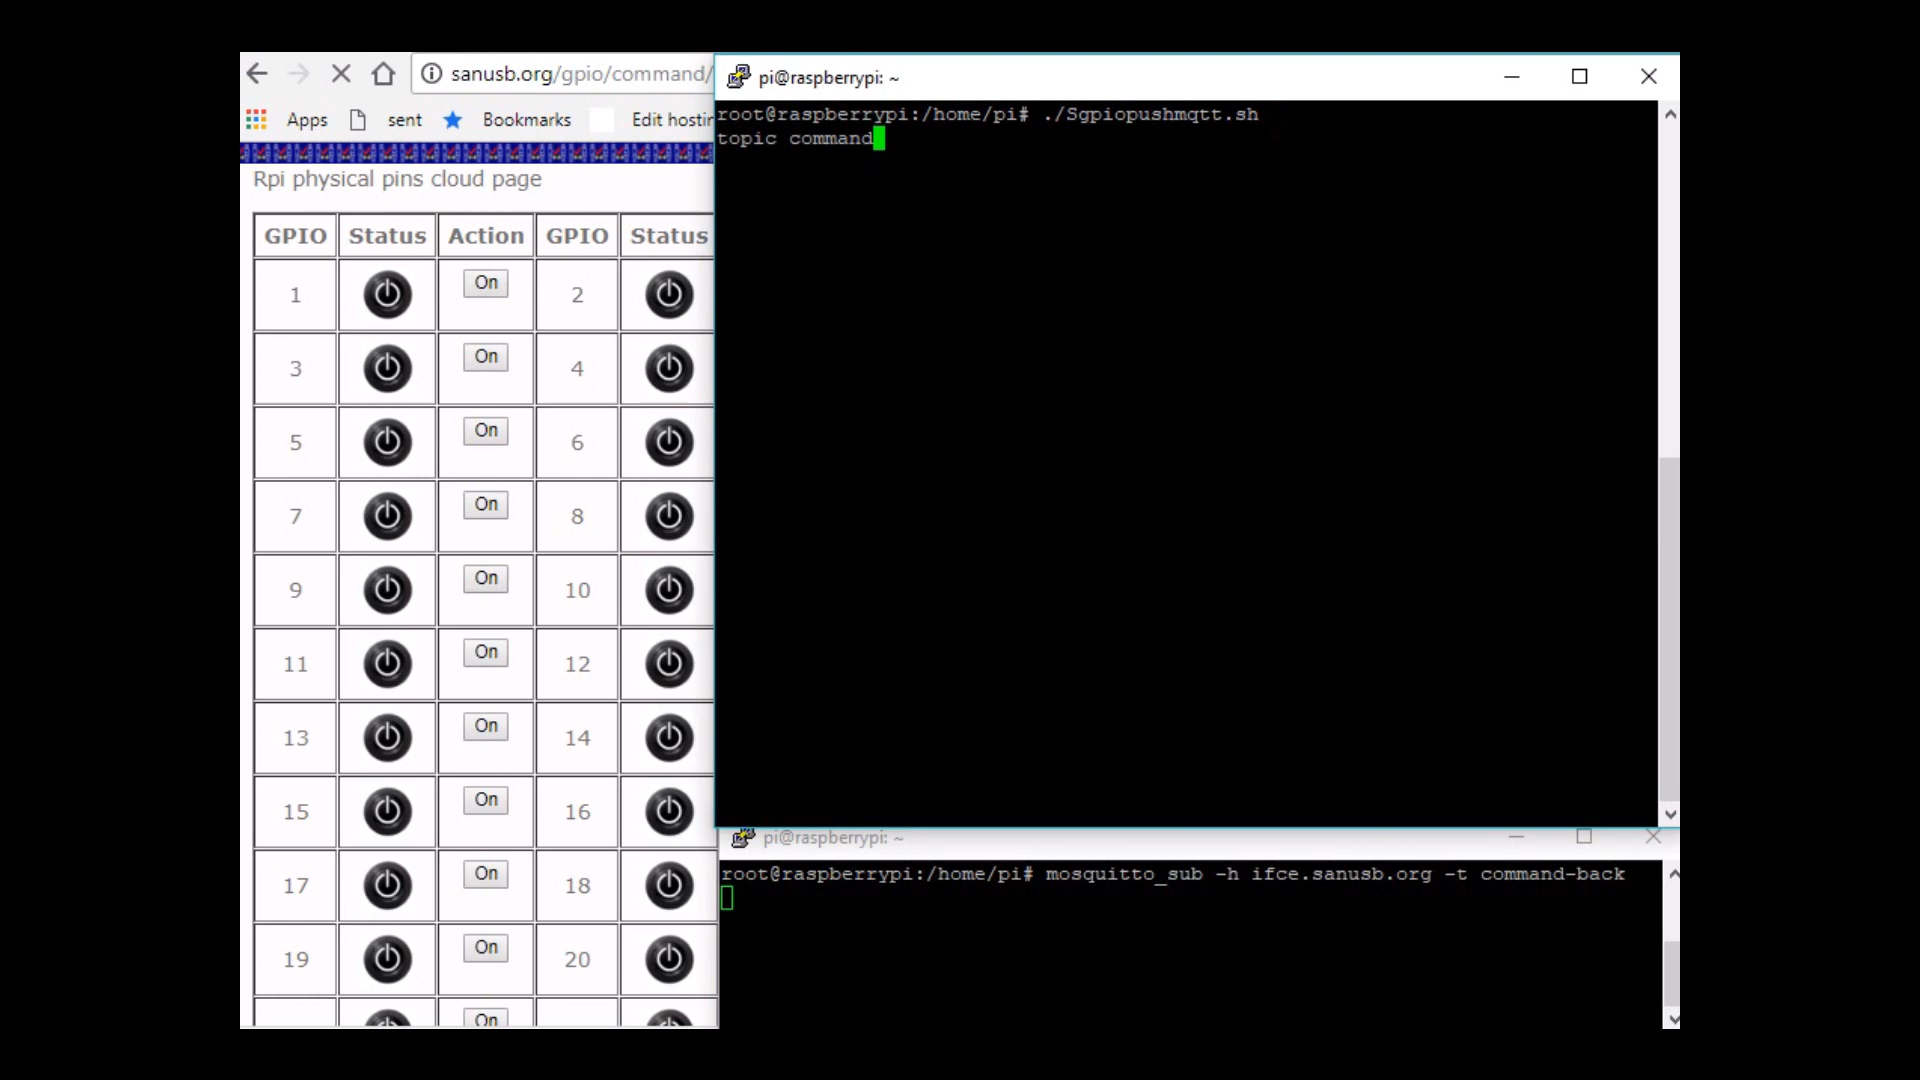 sanusb.org/gpio/command/
Apps sent Bookmarks Edit hostin
Rpi physical pins cloud page
GPIO Status Action GPIO Status
1 On 2
3 On 4
5 On 6
7 On 8
9 On 10
11 On 12
13 On 14
15 On 16
17 On 18
19 On 20
On
pi@raspberrypi: ~
root@raspberrypi:/home/pi# ./Sgpiopushmqtt.sh
topic command
pi@raspberrypi: ~
root@raspberrypi:/home/pi# mosquitto_sub -h ifce.sanusb.org -t command-back